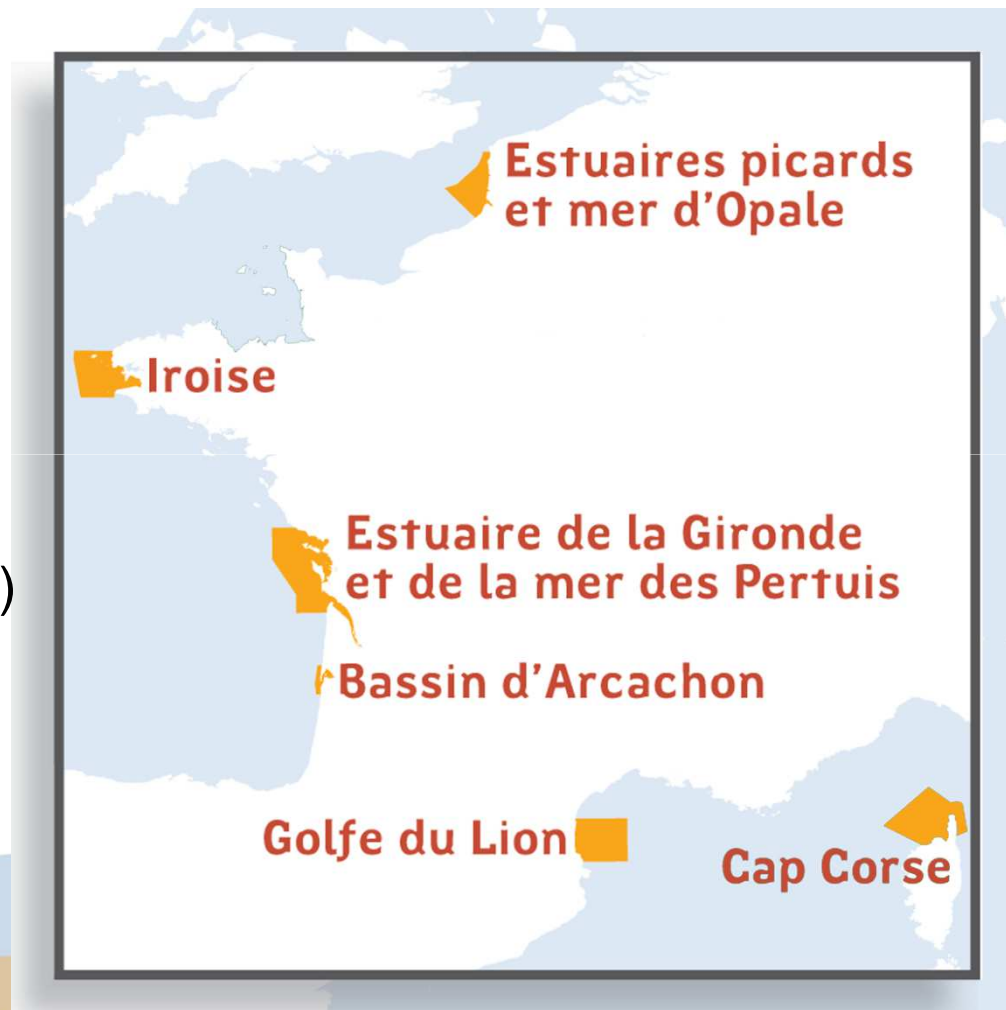 Estuaires picards
et mer d'Opale
Iroise
Estuaire de la Gironde
et de la mer des Pertuis
)
Bassin d'Arcachon
Golfe du Lion
Cap Corse